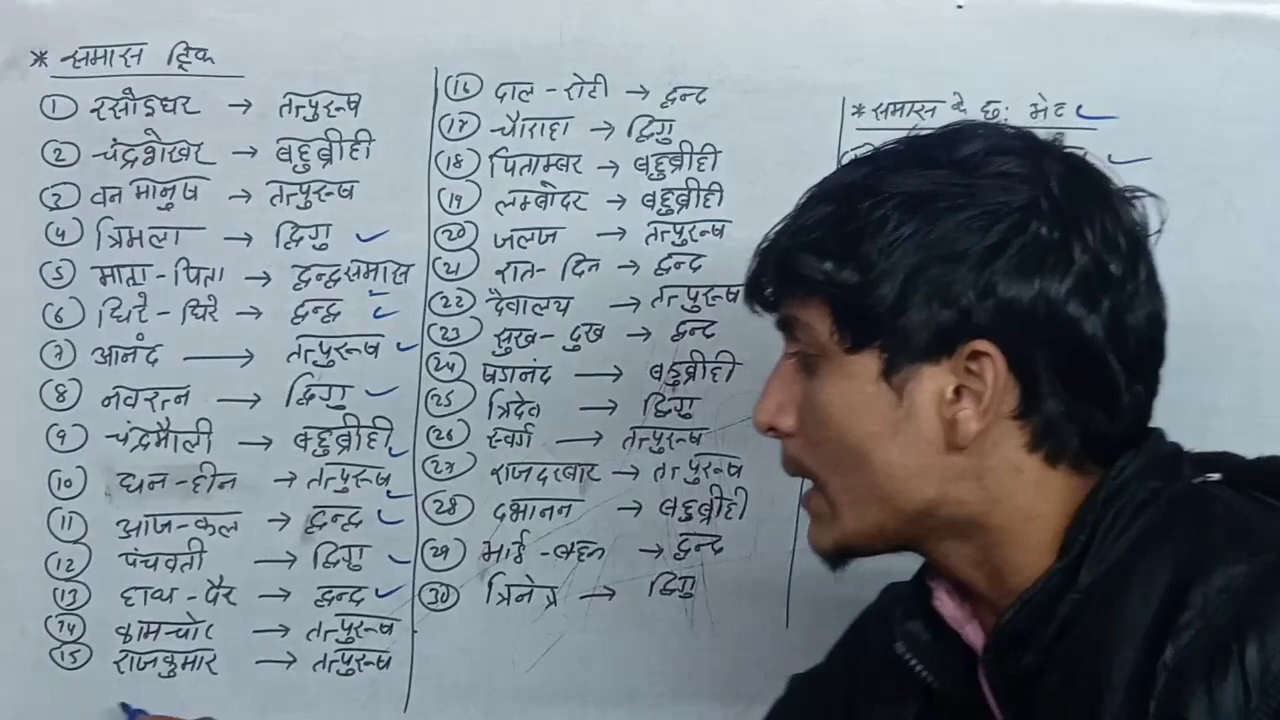 * समास ट्रिक
① रसोइघर → तत्पुरूष
② चंद्रशेखर → बहुब्रीही
③ वनमानुष → तत्पुरूष
④ त्रिमला → द्विगु
⑤ माता-पिता → द्वन्द्वसमास
⑥ धिरे-धिरे → द्वन्द्व
⑦ आनंद → तत्पुरूष
⑧ नवरत्न → द्विगु
⑨ चंद्रमौली → बहुब्रीही
⑩ धन-हीन → तत्पुरूष
⑪ आज-कल → द्वन्द्व
⑫ पंचवती → द्विगु
⑬ हाथ-पैर → द्वन्द
⑭ कामचोर → तत्पुरूष
⑮ राजकुमार → तत्पुरूष
⑯ दाल-रोटी → द्वन्द
⑰ चौराहा → द्विगु
⑱ पिताम्बर → बहुब्रीही
⑲ लम्बोदर → बहुब्रीही
⑳ जलज → तत्पुरूष
㉑ रात-दिन → द्वन्द
㉒ दैवालय → तत्पुरूष
㉓ सुख-दुख → द्वन्द
㉔ षडानंद → बहुब्रीही
㉕ त्रिदेव → द्विगु
㉖ स्वर्ग → तत्पुरूष
㉗ राजदरबार → तत्पुरूष
㉘ दशानन → बहुब्रीही
㉙ भाई-बहन → द्वन्द
㉚ त्रिनेत्र → द्विगु
* समास के छ: भेद